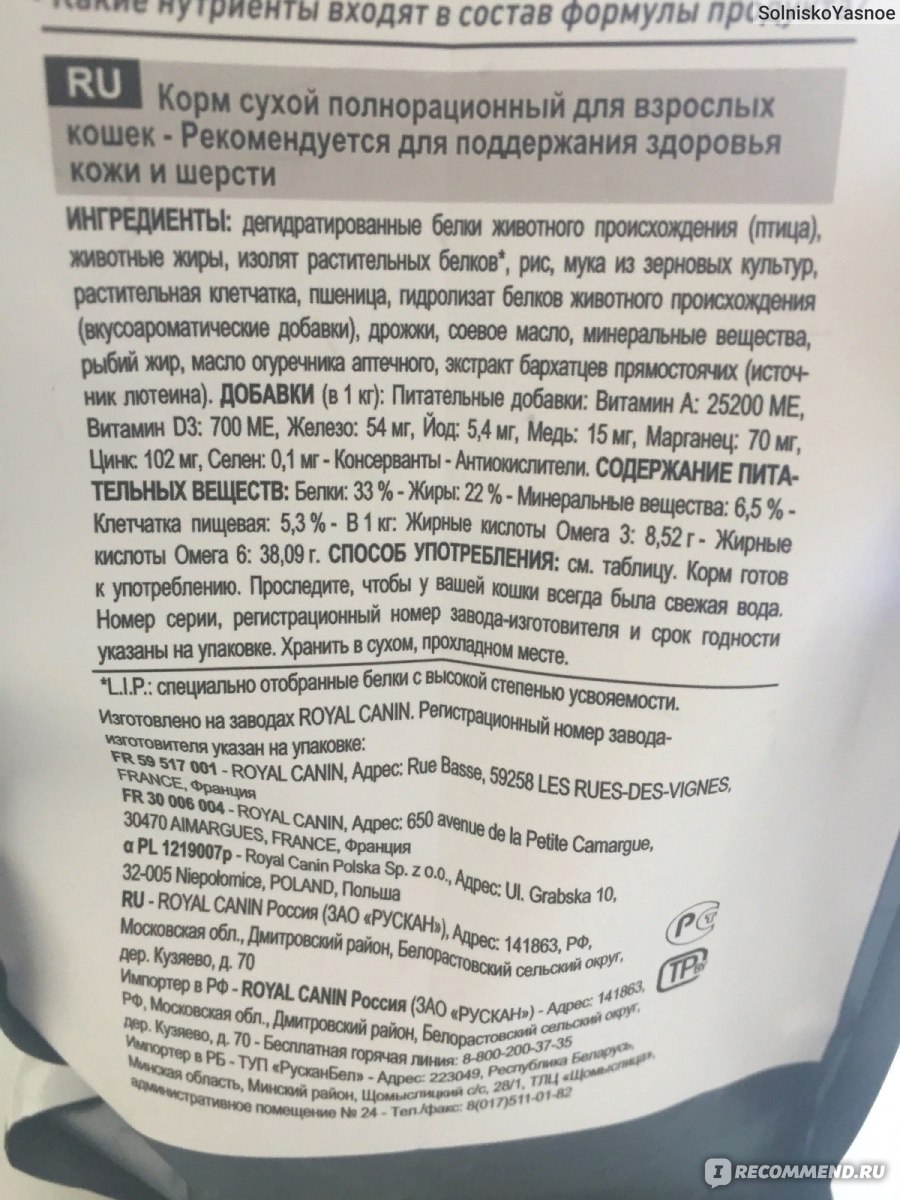 SolniskoYasnoe
Какие нутриенты входят в состав формулы
RU Корм сухой полнорационный для взрослых
кошек - Рекомендуется для поддержания здоровья
кожи и шерсти
ИНГРЕДИЕНТЫ: дегидратированные белки животного происхождения (птица),
животные жиры, изолят растительных белков*, рис, мука из зерновых культур,
растительная клетчатка, пшеница, гидролизат белков животного происхождения
(вкусоароматические добавки), дрожжи, соевое масло, минеральные вещества,
рыбий жир, масло огуречника аптечного, экстракт бархатцев прямостоячих (источ-
ник лютеина). ДОБАВКИ (в 1 кг): Питательные добавки: Витамин А: 25200 МЕ,
Витамин D3: 700 МЕ, Железо: 54 мг, Йод: 5,4 мг, Медь: 15 мг, Марганец: 70 мг,
Цинк: 102 мг, Селен: 0,1 мг - Консерванты - Антиокислители. СОДЕРЖАНИЕ ПИТА-
ТЕЛЬНЫХ ВЕЩЕСТВ: Белки: 33 % - Жиры: 22 % - Минеральные вещества: 6,5 % -
Клетчатка пищевая: 5,3 % - В 1 кг: Жирные кислоты Омега 3: 8,52 г - Жирные
кислоты Омега 6: 38,09 г. СПОСОБ УПОТРЕБЛЕНИЯ: см. таблицу. Корм готов
к употреблению. Проследите, чтобы у вашей кошки всегда была свежая вода.
Номер серии, регистрационный номер завода-изготовителя и срок годности
указаны на упаковке. Хранить в сухом, прохладном месте.
*L.I.P.: специально отобранные белки с высокой степенью усвояемости.
Изготовлено на заводах ROYAL CANIN. Регистрационный номер завода-
изготовителя указан на упаковке:
FR 59 517 001 - ROYAL CANIN, Адрес: Rue Basse, 59258 LES RUES-DES-VIGNES,
FRANCE, Франция
FR 30 006 004 - ROYAL CANIN, Адрес: 650 avenue de la Petite Camargue,
30470 AIMARGUES, FRANCE, Франция
α PL 1219007p - Royal Canin Polska Sp. z o.o., Адрес: Ul. Grabska 10,
32-005 Niepołomice, POLAND, Польша
RU - ROYAL CANIN Россия (ЗАО «РУСКАН»), Адрес: 141863, РФ,
Московская обл., Дмитровский район, Белорастовский сельский округ,
дер. Кузяево, д. 70
Импортер в РФ - ROYAL CANIN Россия (ЗАО «РУСКАН») - Адрес: 141863,
РФ, Московская обл., Дмитровский район, Белорастовский сельский округ,
дер. Кузяево, д. 70 - Бесплатная горячая линия: 8-800-200-37-35
Импортер в РБ - ТУП «РусканБел» - Адрес: 223049, Республика Беларусь,
Минская область, Минский район, Щомыслицкий с/с, 28/1, ТЛЦ «Щомыслица»,
административное помещение № 24 - Тел./факс: 8(017)511-01-82
РСТ
TP BY
I RECOMMEND.RU